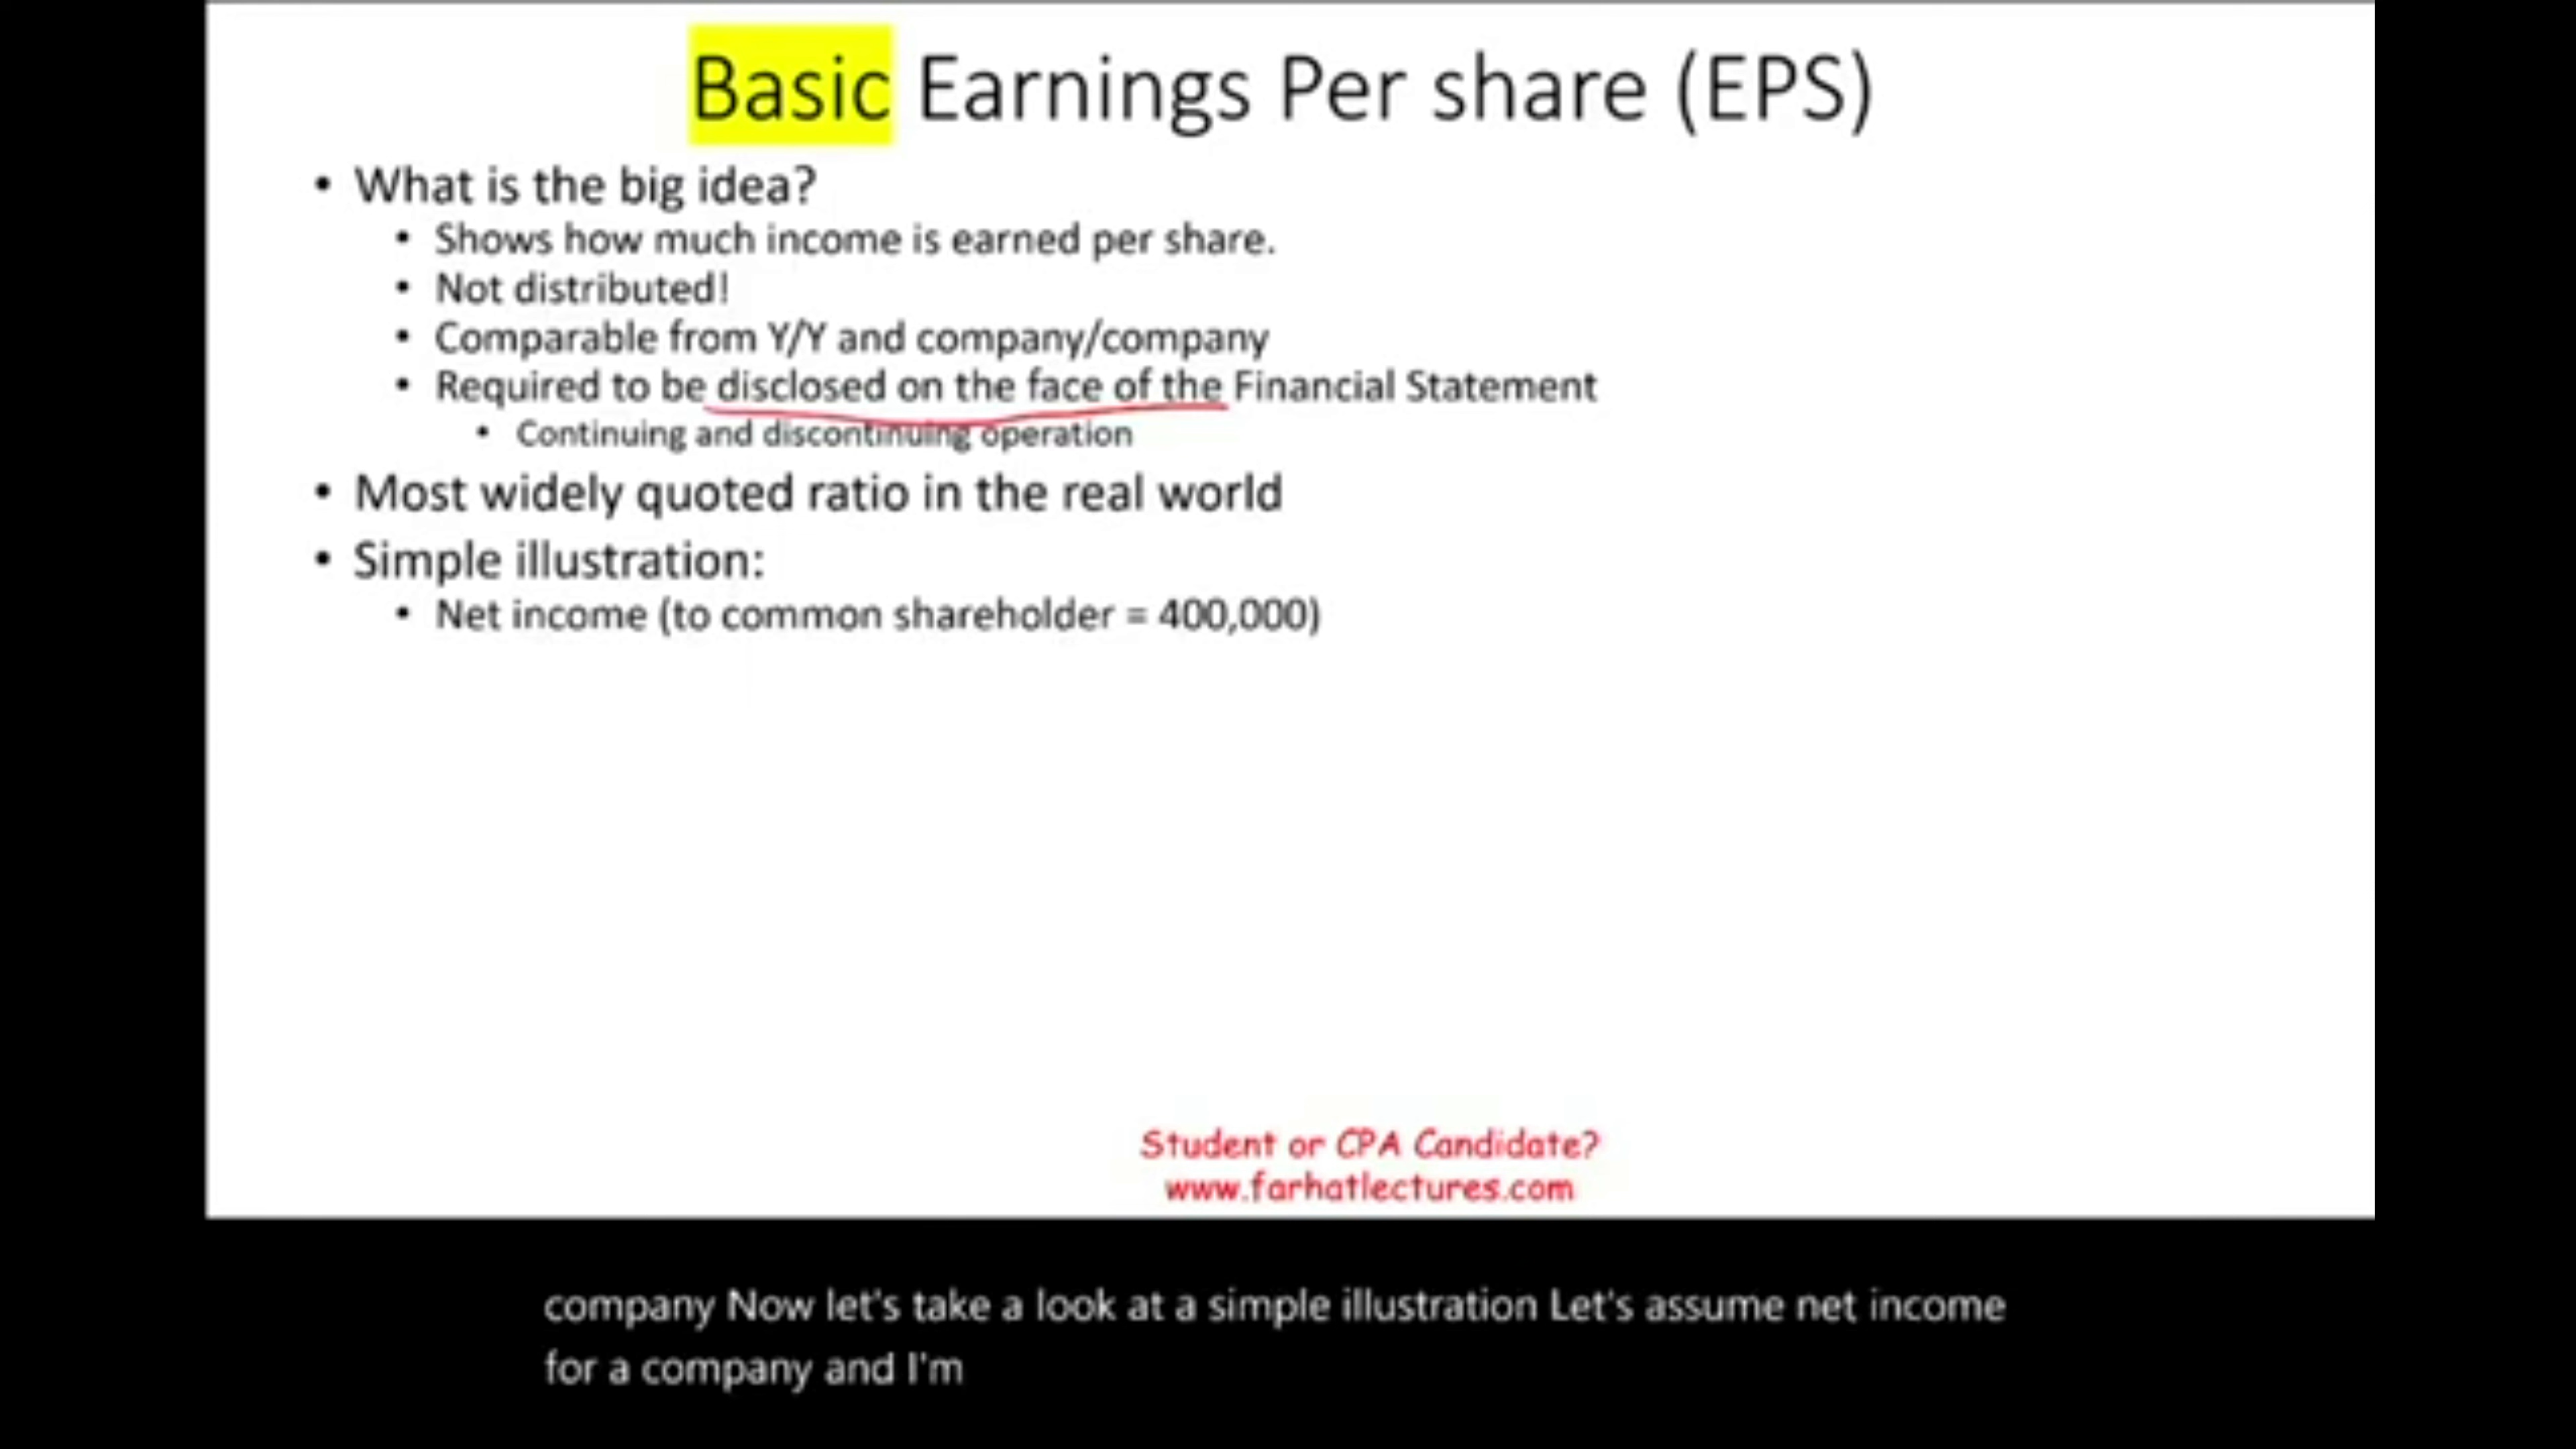 Basic Earnings Per share (EPS)
• What is the big idea?
• Shows how much income is earned per share.
• Not distributed!
• Comparable from Y/Y and company/company
• Required to be disclosed on the face of the Financial Statement
• Continuing and discontinuing operation
• Most widely quoted ratio in the real world
• Simple illustration:
• Net income (to common shareholder = 400,000)
Student or CPA Candidate?
www.farhatlectures.com
company Now let's take a look at a simple illustration Let's assume net income
for a company and I'm